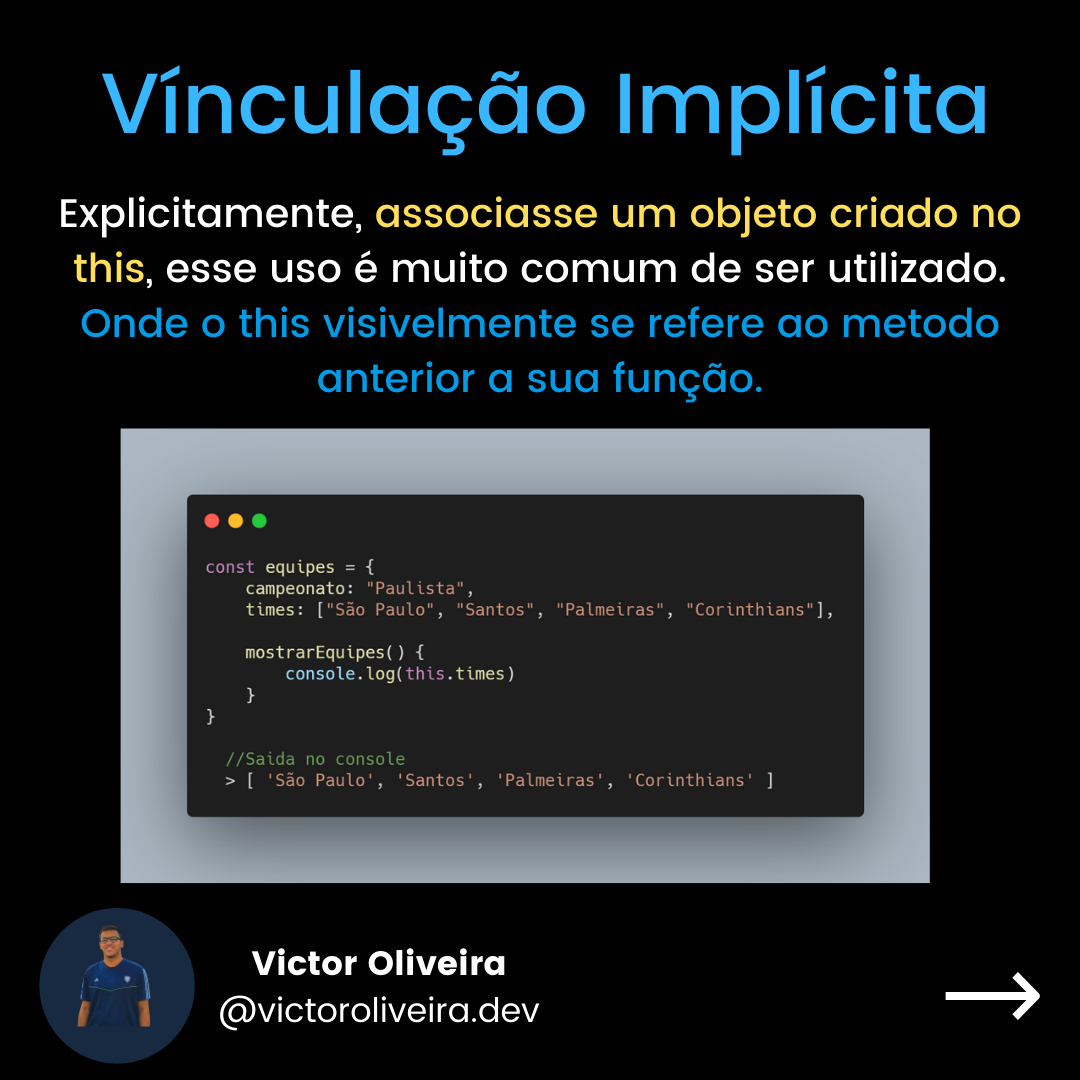 Vínculação Implícita
Explicitamente, associasse um objeto criado no
this, esse uso é muito comum de ser utilizado.
Onde o this visivelmente se refere ao metodo
anterior a sua função.
const equipes = {
    campeonato: "Paulista",
    times: ["São Paulo", "Santos", "Palmeiras", "Corinthians"],
    mostrarEquipes() {
        console.log(this.times)
    }
}
  //Saida no console
  > [ 'São Paulo', 'Santos', 'Palmeiras', 'Corinthians' ]
Victor Oliveira
@victoroliveira.dev